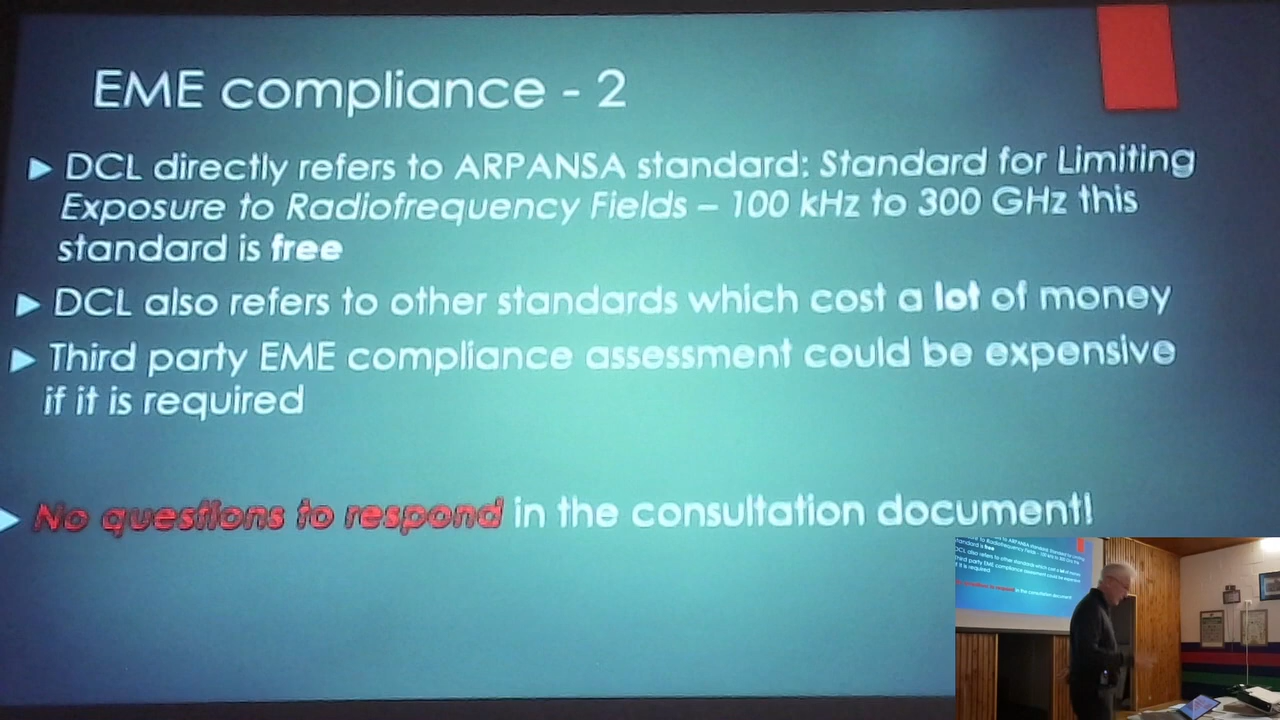 EME compliance - 2
DCL directly refers to ARPANSA standard: Standard for Limiting
Exposure to Radiofrequency Fields – 100 kHz to 300 GHz this
standard is free
DCL also refers to other standards which cost a lot of money
Third party EME compliance assessment could be expensive
if it is required
No questions to respond in the consultation document!